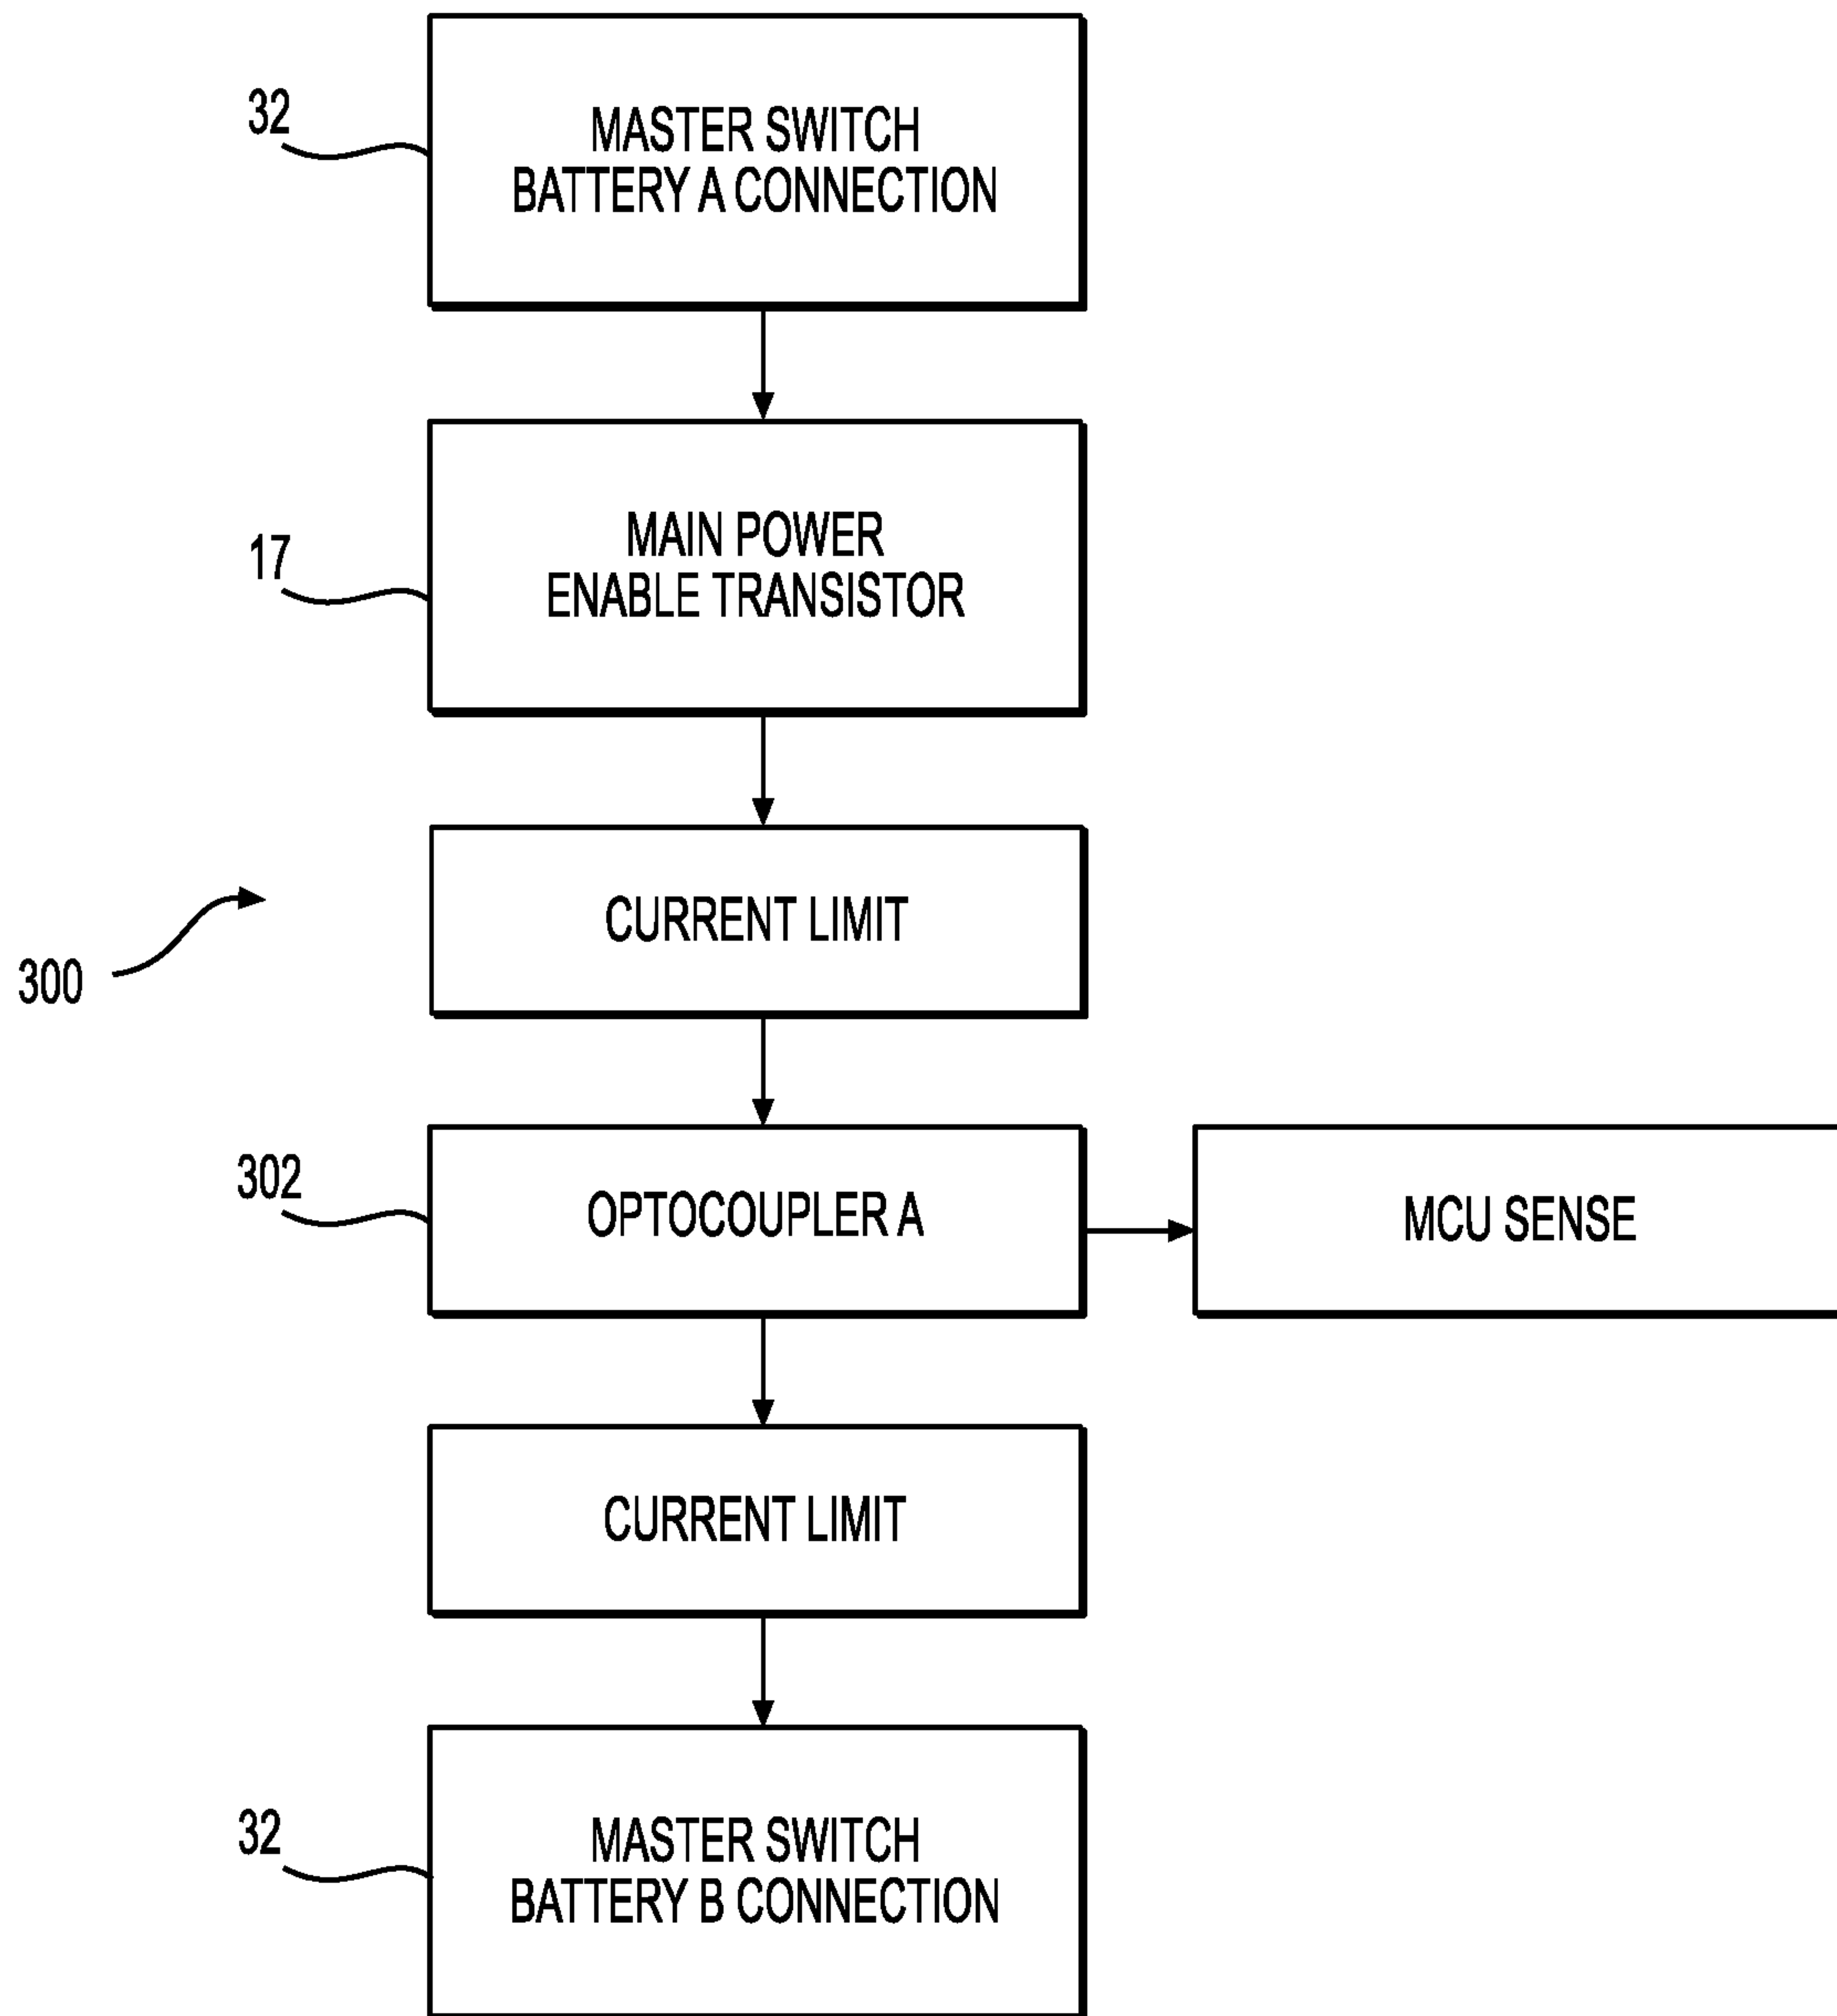 32
MASTER SWITCH
BATTERY A CONNECTION
17
MAIN POWER
ENABLE TRANSISTOR
300
CURRENT LIMIT
302
OPTOCOUPLER A
MCU SENSE
CURRENT LIMIT
32
MASTER SWITCH
BATTERY B CONNECTION